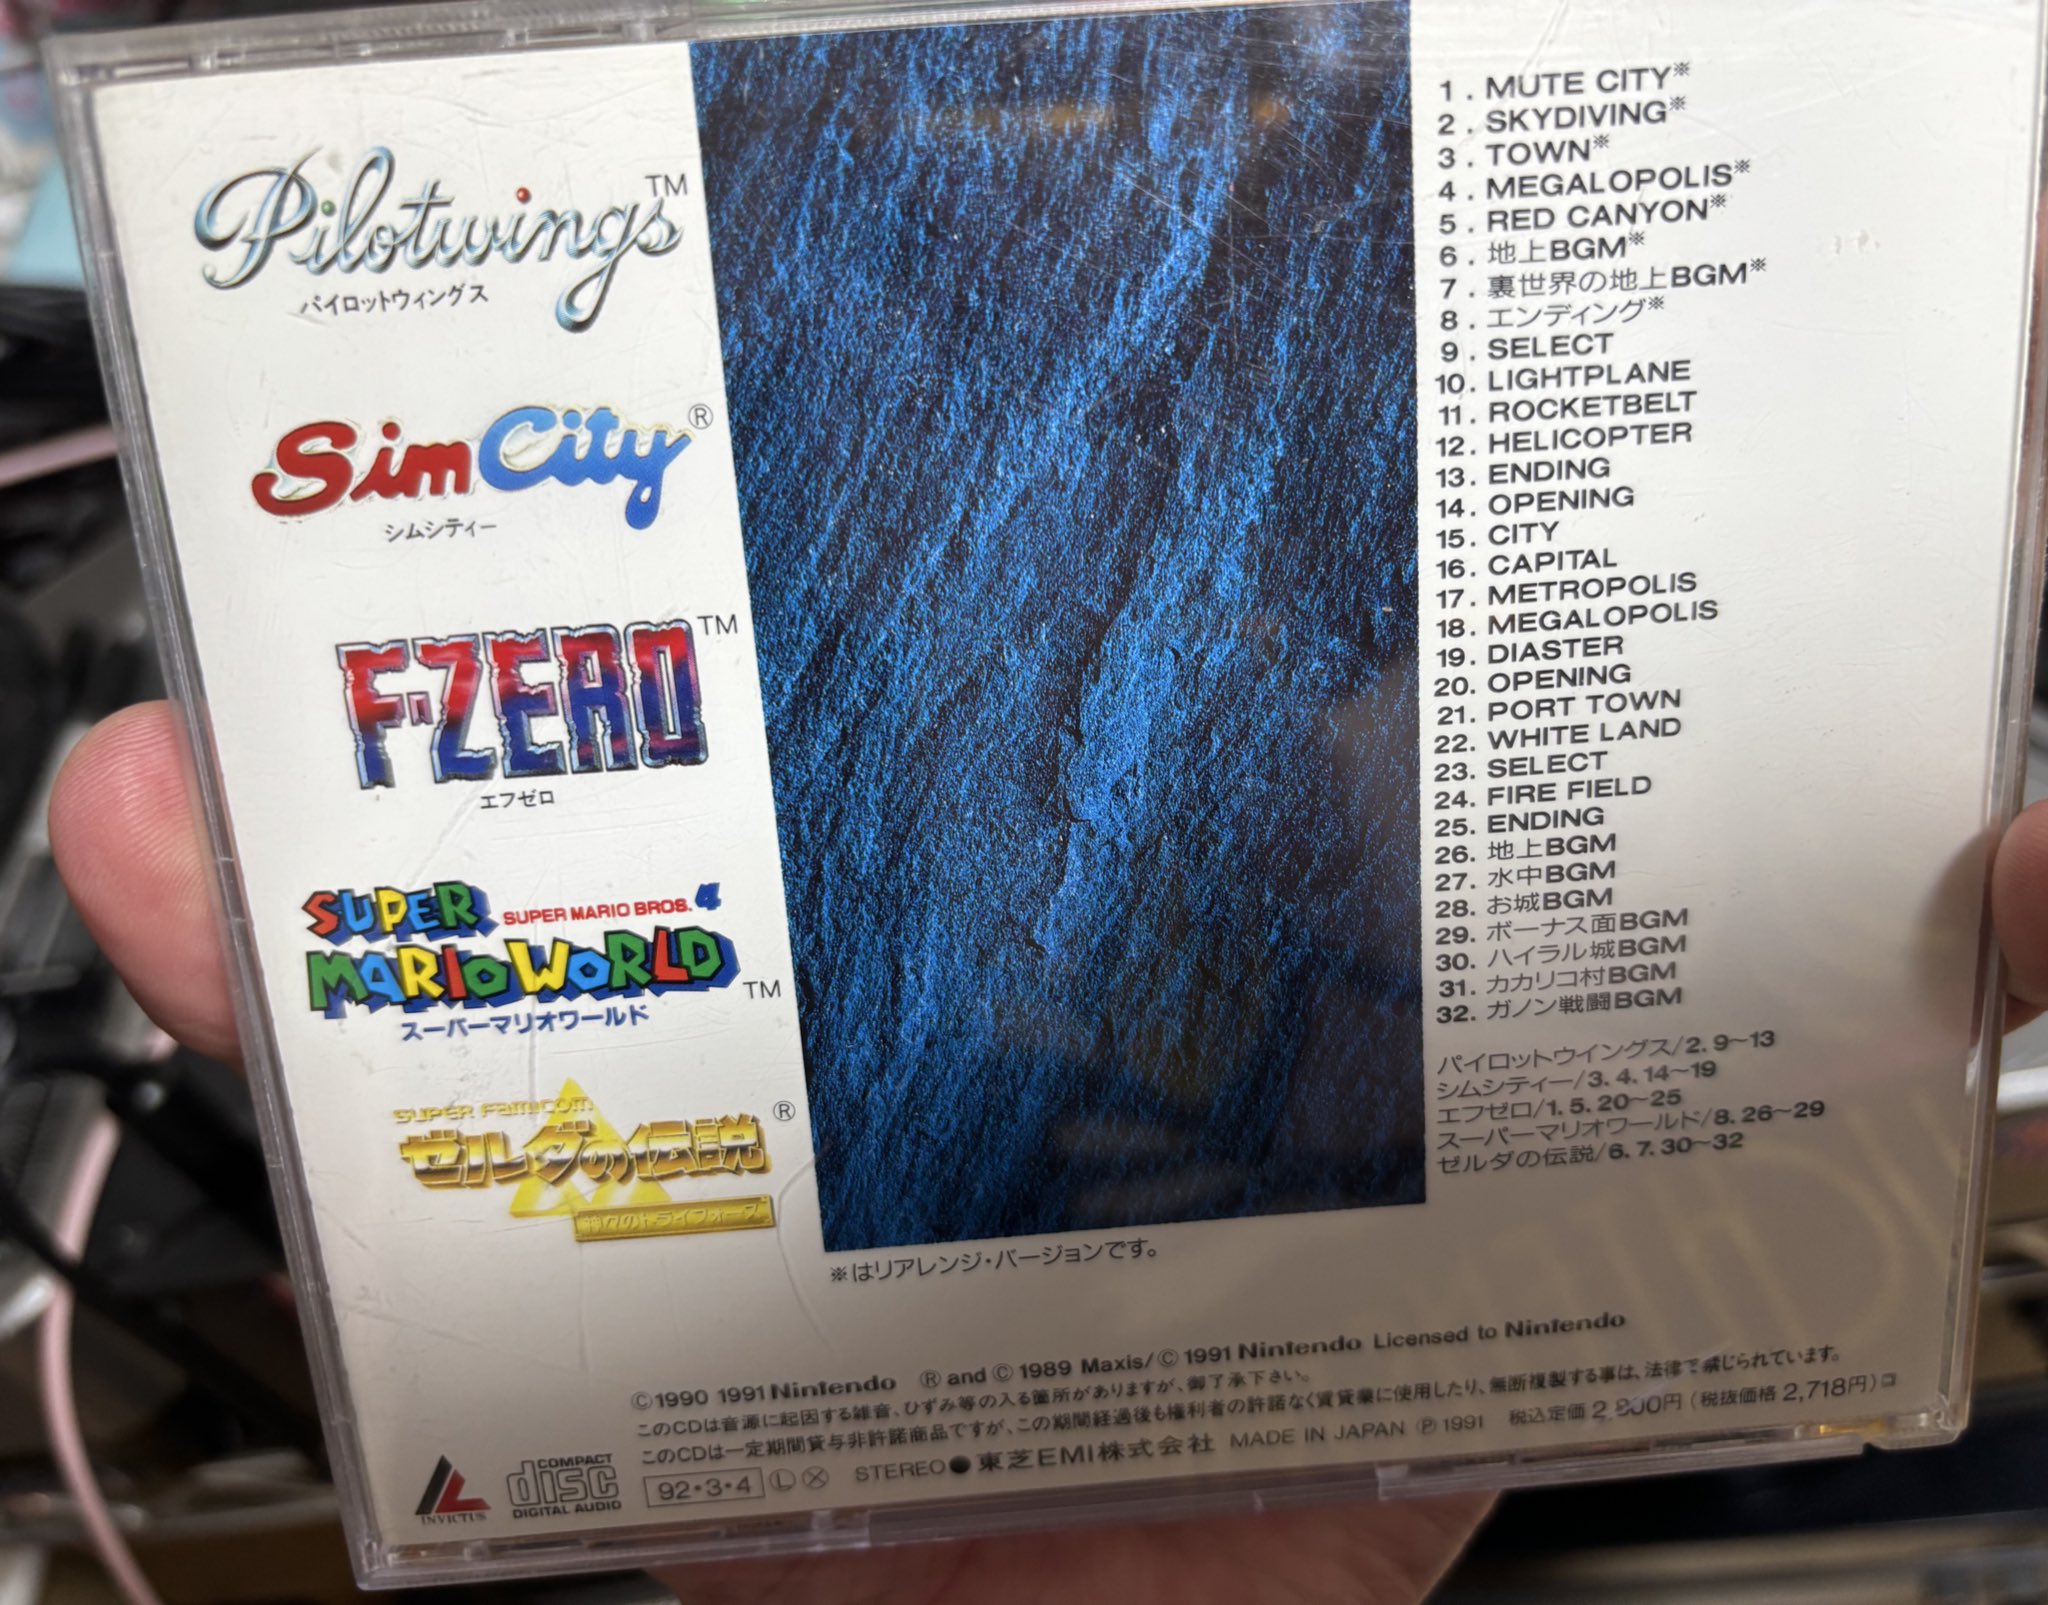 Pilotwings™
パイロットウィングス
SimCity®
シムシティー
F-ZERO™
エフゼロ
SUPER SUPER MARIO BROS.4
MARIO WORLD™
スーパーマリオワールド
SUPER FAMICOM
ゼルダの伝説®
神々のトライフォース
1. MUTE CITY※
2. SKYDIVING※
3. TOWN※
4. MEGALOPOLIS※
5. RED CANYON※
6. 地上BGM※
7. 裏世界の地上BGM※
8. エンディング※
9. SELECT
10. LIGHTPLANE
11. ROCKETBELT
12. HELICOPTER
13. ENDING
14. OPENING
15. CITY
16. CAPITAL
17. METROPOLIS
18. MEGALOPOLIS
19. DIASTER
20. OPENING
21. PORT TOWN
22. WHITE LAND
23. SELECT
24. FIRE FIELD
25. ENDING
26. 地上BGM
27. 水中BGM
28. お城BGM
29. ボーナス面BGM
30. ハイラル城BGM
31. カカリコ村BGM
32. ガノン戦闘BGM
パイロットウイングス/2. 9〜13
シムシティー/3. 4. 14〜19
エフゼロ/1. 5. 20〜25
スーパーマリオワールド/8. 26〜29
ゼルダの伝説/6. 7. 30〜32
※はリアレンジ・バージョンです。
©1990 1991 Nintendo ® and © 1989 Maxis/© 1991 Nintendo Licensed to Nintendo
このCDは音源に起因する雑音、ひずみ等の入る箇所がありますが、御了承下さい。
このCDは一定期間貸与非許諾商品ですが、この期間経過後も権利者の許諾なく賃貸業に使用したり、無断複製する事は、法律で禁じられています。
INVICTUS
COMPACT disc DIGITAL AUDIO
92・3・4 Ⓛ Ⓧ STEREO ● 東芝EMI株式会社 MADE IN JAPAN ℗ 1991 税込定価 2,800円 (税抜価格 2,718円)